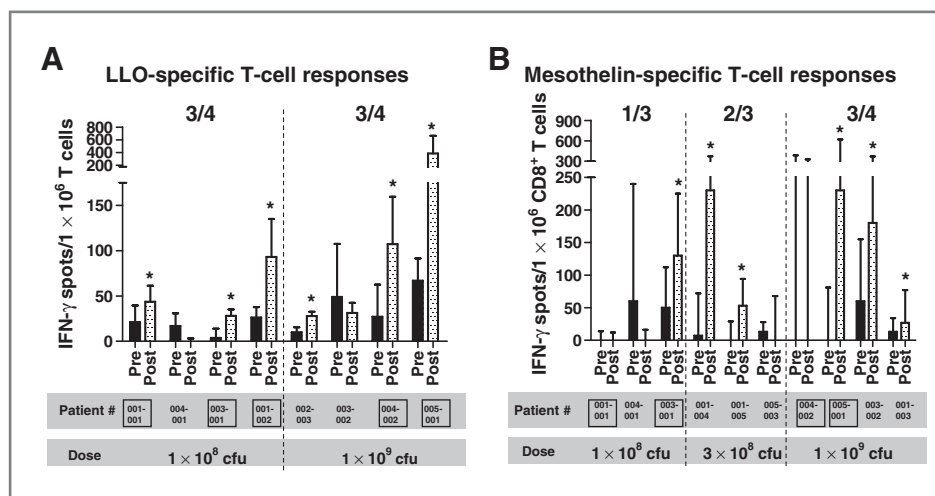 A
LLO-specific T-cell responses
3/4 3/4
IFN-γ spots/1 × 10⁶ T cells
800
600
400
200
150
100
50
0
* * * * * *
Pre Post Pre Post Pre Post Pre Post Pre Post Pre Post Pre Post Pre Post
Patient # 001-001 004-001 003-001 001-002 002-003 003-002 004-002 005-001
Dose 1 × 10⁸ cfu 1 × 10⁹ cfu
B
Mesothelin-specific T-cell responses
1/3 2/3 3/4
IFN-γ spots/1 × 10⁶ CD8⁺ T cells
900
600
300
250
200
150
100
50
0
* * * * * *
Pre Post Pre Post Pre Post Pre Post Pre Post Pre Post Pre Post Pre Post Pre Post Pre Post
Patient # 001-001 004-001 003-001 001-004 001-005 005-003 004-002 005-001 003-002 001-003
Dose 1 × 10⁸ cfu 3 × 10⁸ cfu 1 × 10⁹ cfu